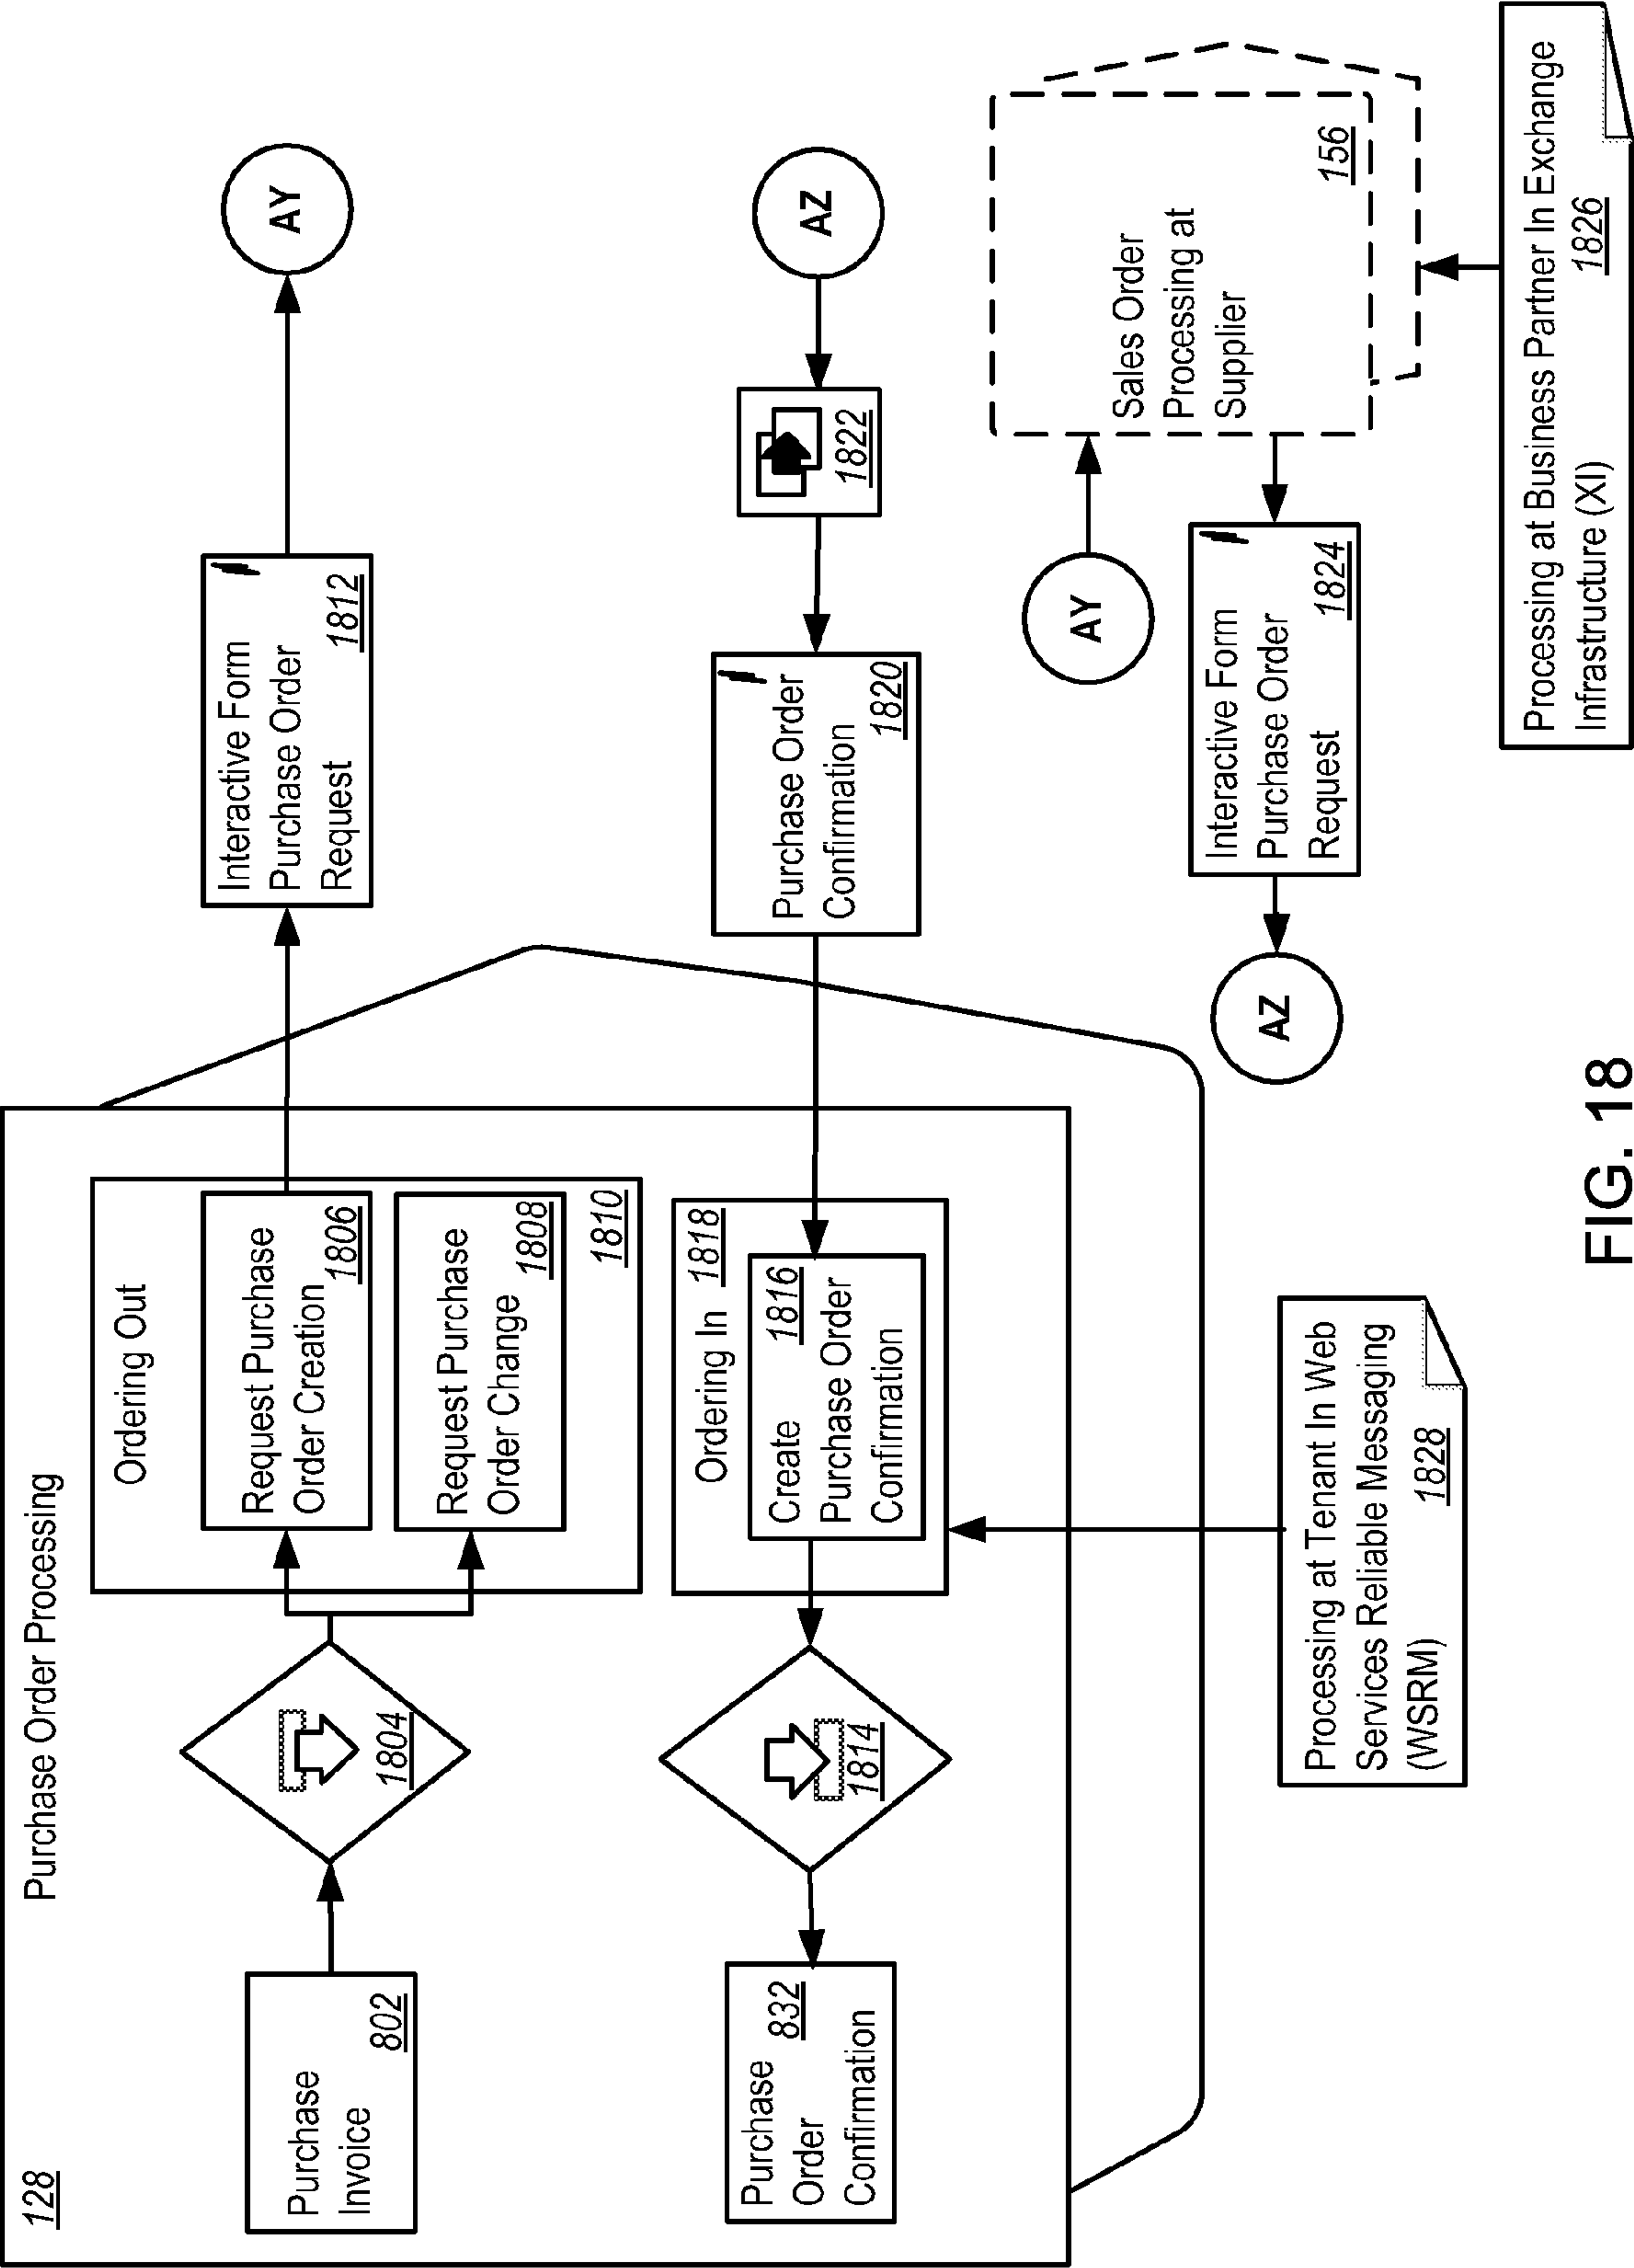 128
Purchase Order Processing
Purchase
Invoice
802
1804
Ordering Out
Request Purchase
Order Creation
1806
Request Purchase
Order Change
1808
1810
Interactive Form
Purchase Order
Request
1812
AY
Purchase
Order
Confirmation
832
1814
Ordering In
1818
Create
Purchase Order
Confirmation
1816
Purchase Order
Confirmation
1820
1822
AZ
AY
Sales Order
Processing at
Supplier
156
Interactive Form
Purchase Order
Request
1824
AZ
Processing at Tenant In Web
Services Reliable Messaging
(WSRM)
1828
Processing at Business Partner In Exchange
Infrastructure (XI)
1826
FIG. 18